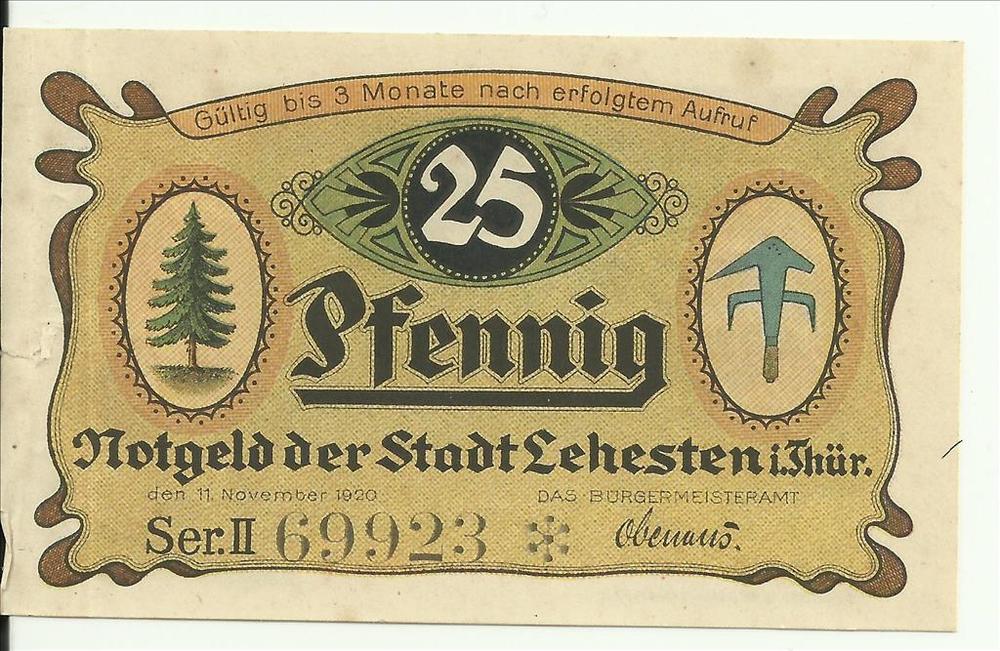 Gültig bis 3 Monate nach erfolgtem Aufruf
25
Pfennig
Notgeld der Stadt Lehesten i. Thür.
den 11. November 1920
DAS BÜRGERMEISTERAMT
Ser. II 69923